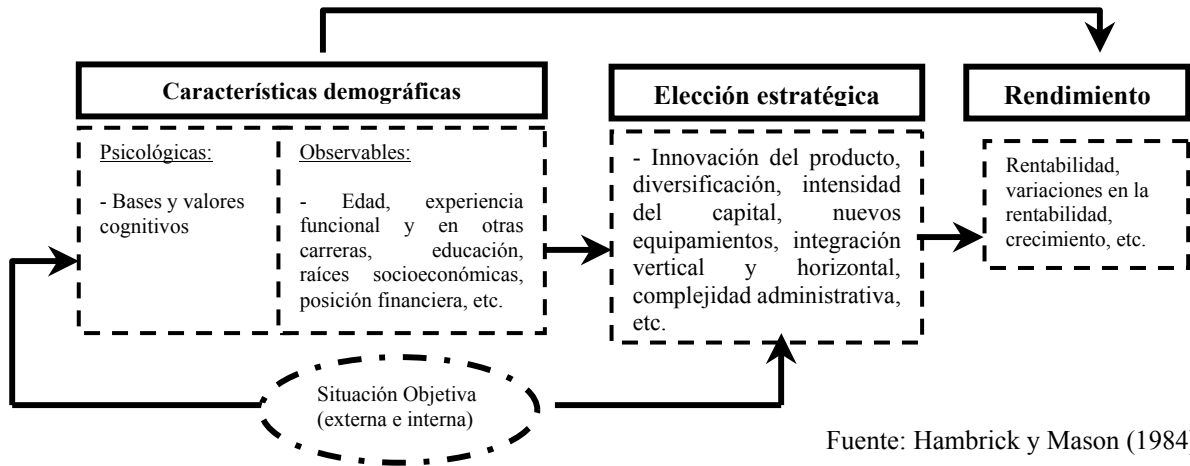 Características demográficas
Psicológicas:
- Bases y valores
cognitivos
Observables:
- Edad, experiencia
funcional y en otras
carreras, educación,
raíces socioeconómicas,
posición financiera, etc.
Elección estratégica
- Innovación del producto,
diversificación, intensidad
del capital, nuevos
equipamientos, integración
vertical y horizontal,
complejidad administrativa,
etc.
Rendimiento
Rentabilidad,
variaciones en la
rentabilidad,
crecimiento, etc.
Situación Objetiva
(externa e interna)
Fuente: Hambrick y Mason (1984)